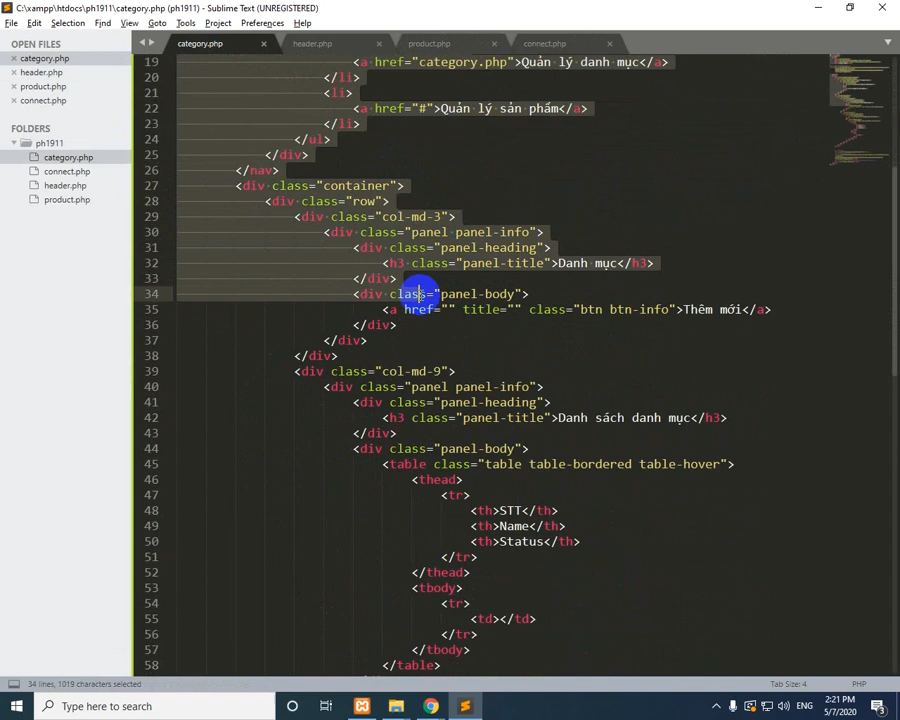 C:\xampp\htdocs\ph1911\category.php (ph1911) - Sublime Text (UNREGISTERED)
File Edit Selection Find View Goto Tools Project Preferences Help
OPEN FILES
category.php
header.php
product.php
connect.php
FOLDERS
ph1911
category.php
connect.php
header.php
product.php
category.php header.php product.php connect.php
19 <a href="category.php">Quản lý danh mục</a>
20 </li>
21 <li>
22 <a href="#">Quản lý sản phẩm</a>
23 </li>
24 </ul>
25 </div>
26 </nav>
27 <div class="container">
28 <div class="row">
29 <div class="col-md-3">
30 <div class="panel panel-info">
31 <div class="panel-heading">
32 <h3 class="panel-title">Danh mục</h3>
33 </div>
34 <div class="panel-body">
35 <a href="" title="" class="btn btn-info">Thêm mới</a>
36 </div>
37 </div>
38 </div>
39 <div class="col-md-9">
40 <div class="panel panel-info">
41 <div class="panel-heading">
42 <h3 class="panel-title">Danh sách danh mục</h3>
43 </div>
44 <div class="panel-body">
45 <table class="table table-bordered table-hover">
46 <thead>
47 <tr>
48 <th>STT</th>
49 <th>Name</th>
50 <th>Status</th>
51 </tr>
52 </thead>
53 <tbody>
54 <tr>
55 <td></td>
56 </tr>
57 </tbody>
58 </table>
34 lines, 1019 characters selected
Tab Size: 4 PHP
Type here to search
ENG
2:21 PM
5/7/2020
3